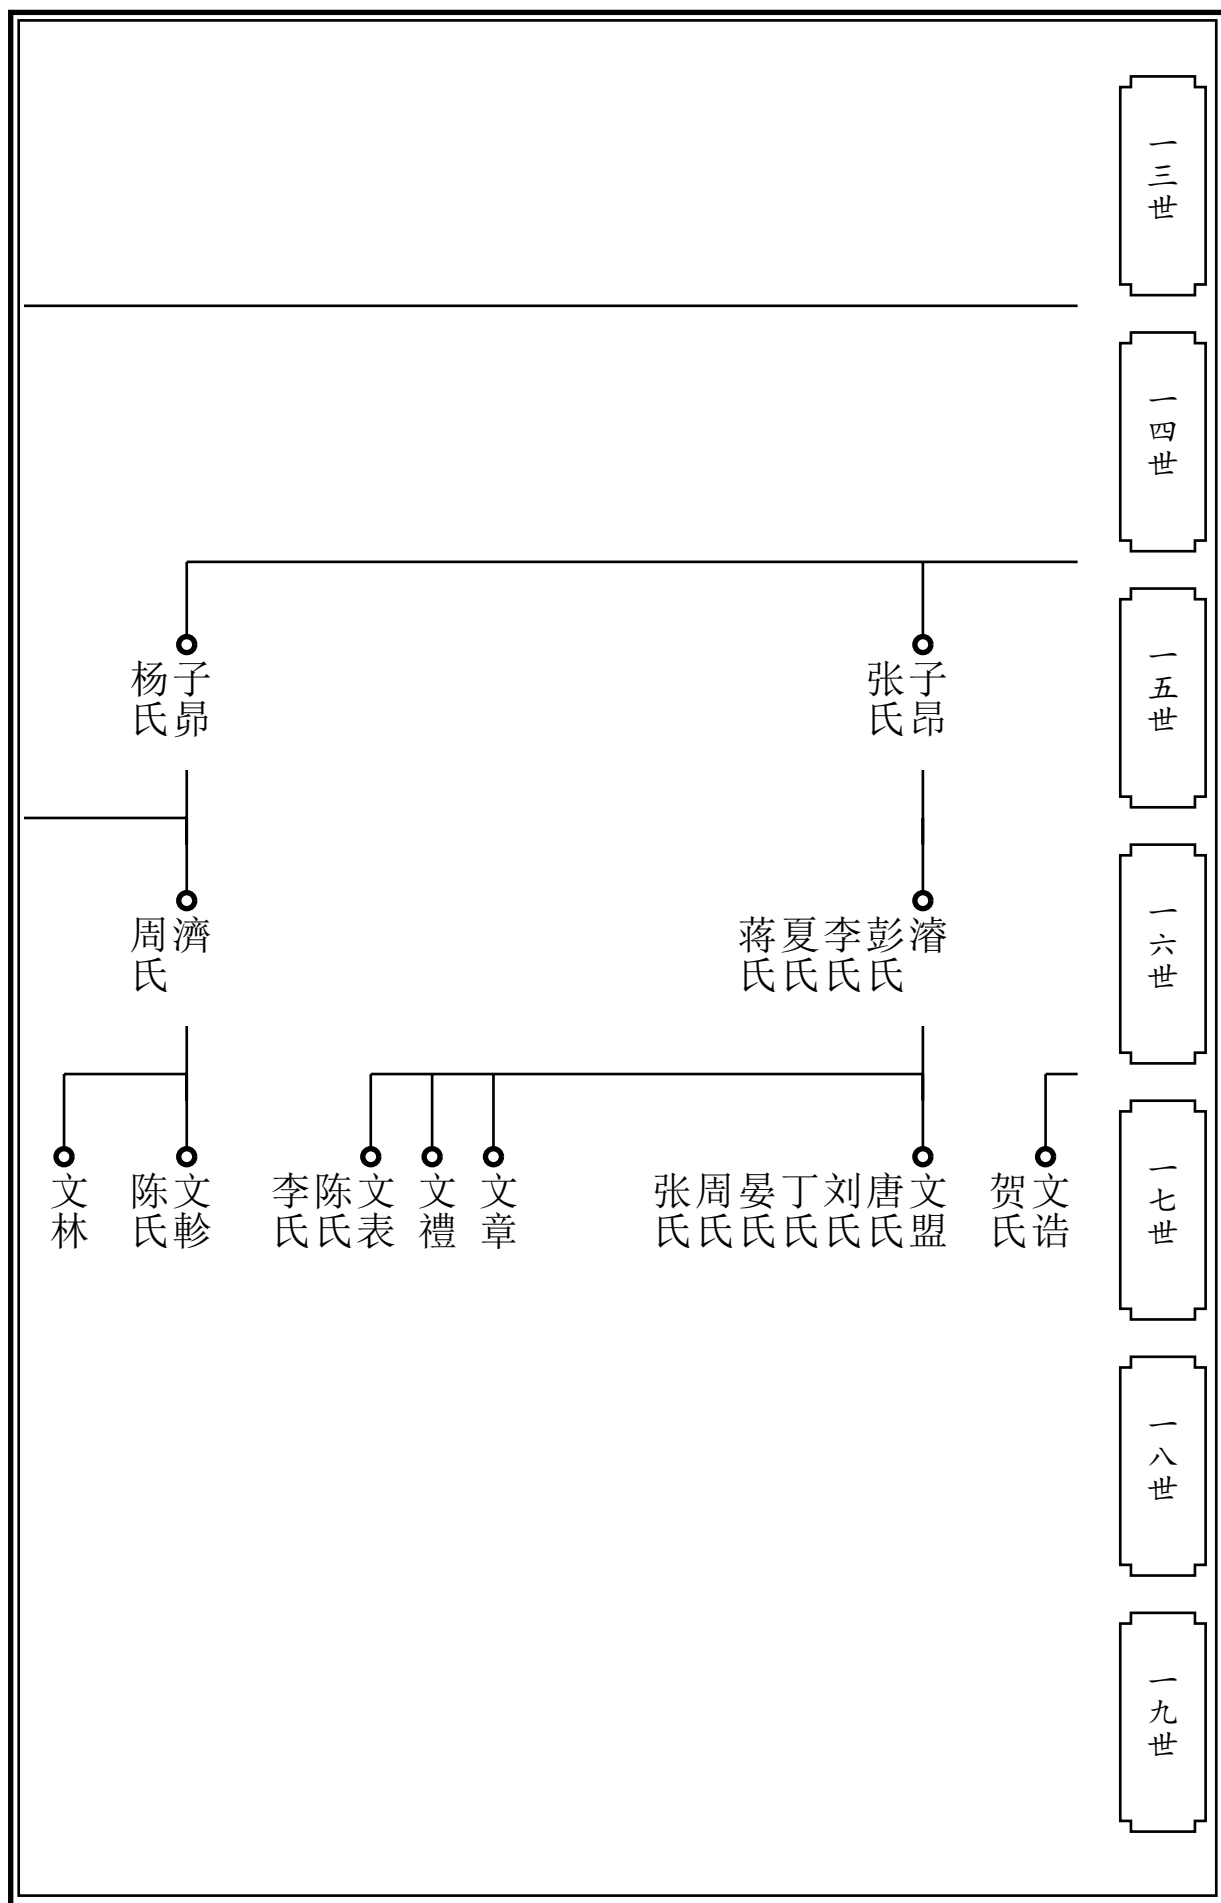 一三世
一四世
一五世
一六世
一七世
一八世
一九世
子昂
张氏
子昴
杨氏
濬
彭氏
李氏
夏氏
蒋氏
濟
周氏
文诰
贺氏
文盟
唐氏
刘氏
丁氏
晏氏
周氏
张氏
文章
文禮
文表
陈氏
李氏
文軫
陈氏
文林